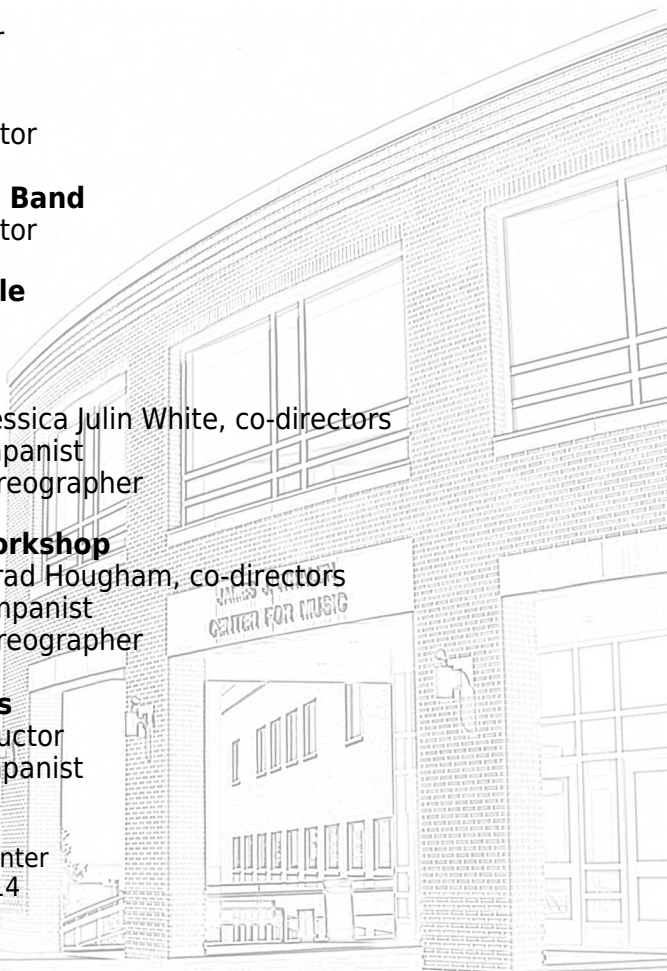 r
tor
Band
tor
le
essica Julin White, co-directors
panist
reographer
orkshop
rad Hougham, co-directors
mpanist
reographer
s
uctor
panist
nter
14
CENTER FOR MUSIC